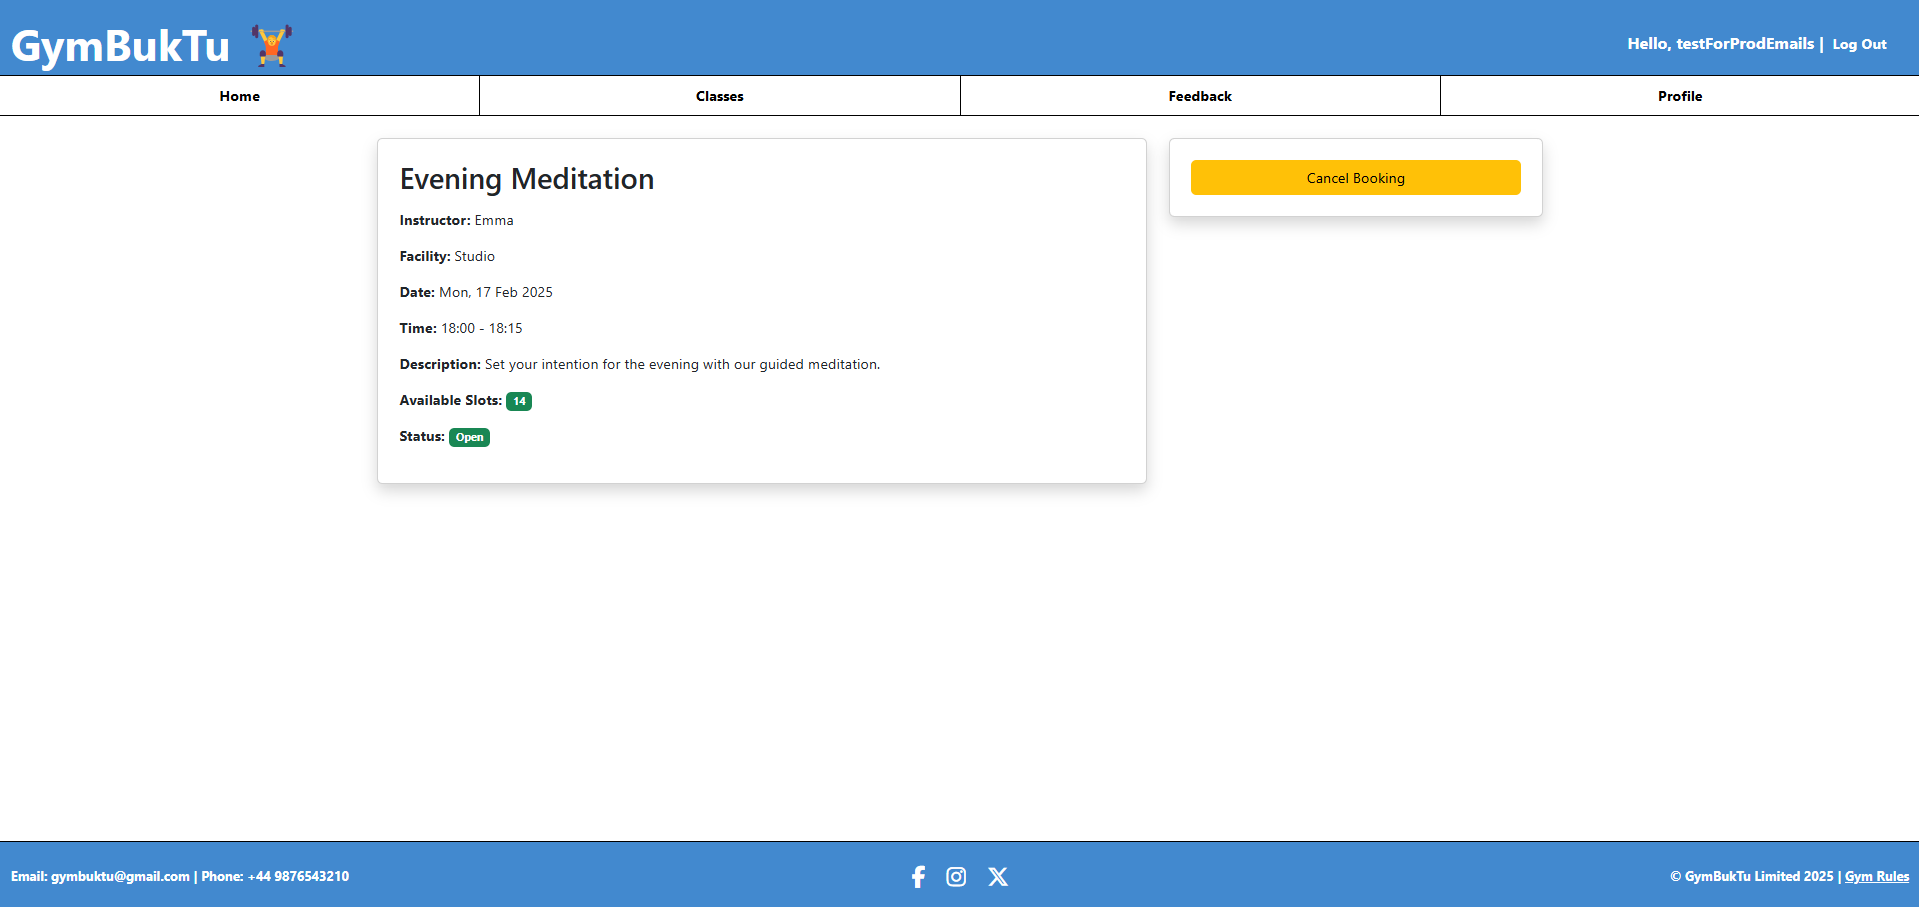 GymBukTu
Hello, testForProdEmails | Log Out
Home
Classes
Feedback
Profile
Evening Meditation
Instructor: Emma
Facility: Studio
Date: Mon, 17 Feb 2025
Time: 18:00 - 18:15
Description: Set your intention for the evening with our guided meditation.
Available Slots: 14
Status: Open
Cancel Booking
Email: gymbuktu@gmail.com | Phone: +44 9876543210
© GymBukTu Limited 2025 | Gym Rules